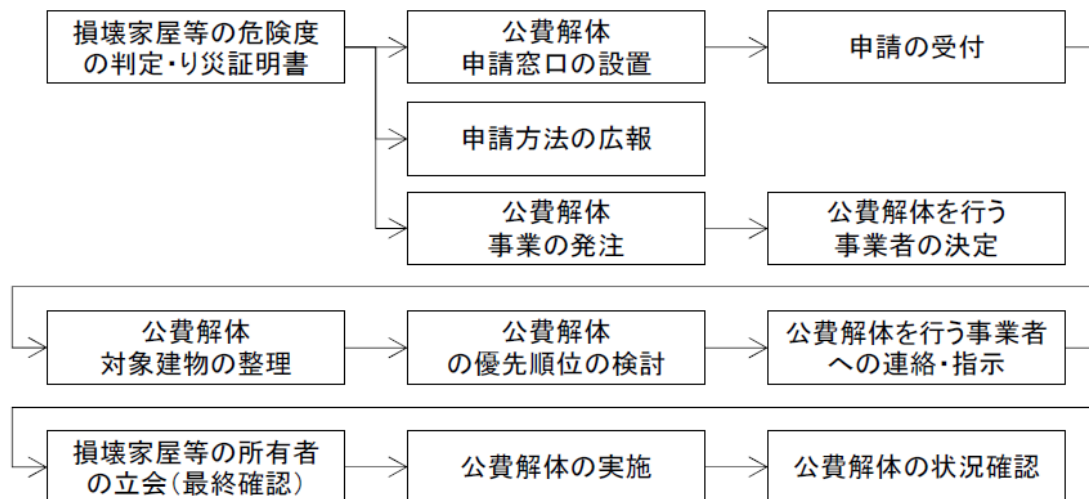 損壊家屋等の危険度
の判定・り災証明書
公費解体
申請窓口の設置
申請の受付
申請方法の広報
公費解体
事業の発注
公費解体を行う
事業者の決定
公費解体
対象建物の整理
公費解体
の優先順位の検討
公費解体を行う事業者
への連絡・指示
損壊家屋等の所有者
の立会(最終確認)
公費解体の実施
公費解体の状況確認